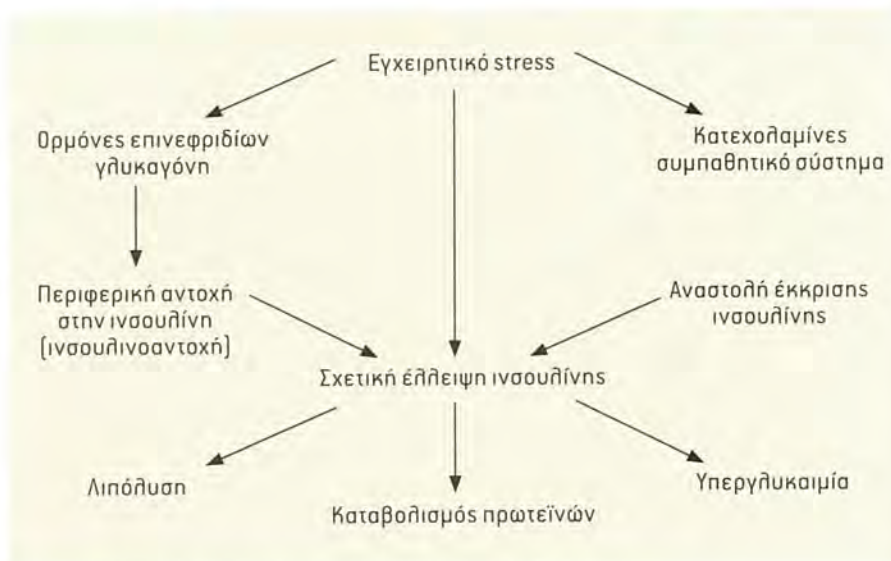 Εγχειρητικό stress
Ορμόνες επινεφριδίων
γλυκαγόνη
Κατεχολαμίνες
συμπαθητικό σύστημα
Περιφερική αντοχή
στην ινσουλίνη
(ινσουλινοαντοχή)
Αναστολή έκκρισης
ινσουλίνης
Σχετική έλλειψη ινσουλίνης
Λιπόλυση
Καταβολισμός πρωτεϊνών
Υπεργλυκαιμία